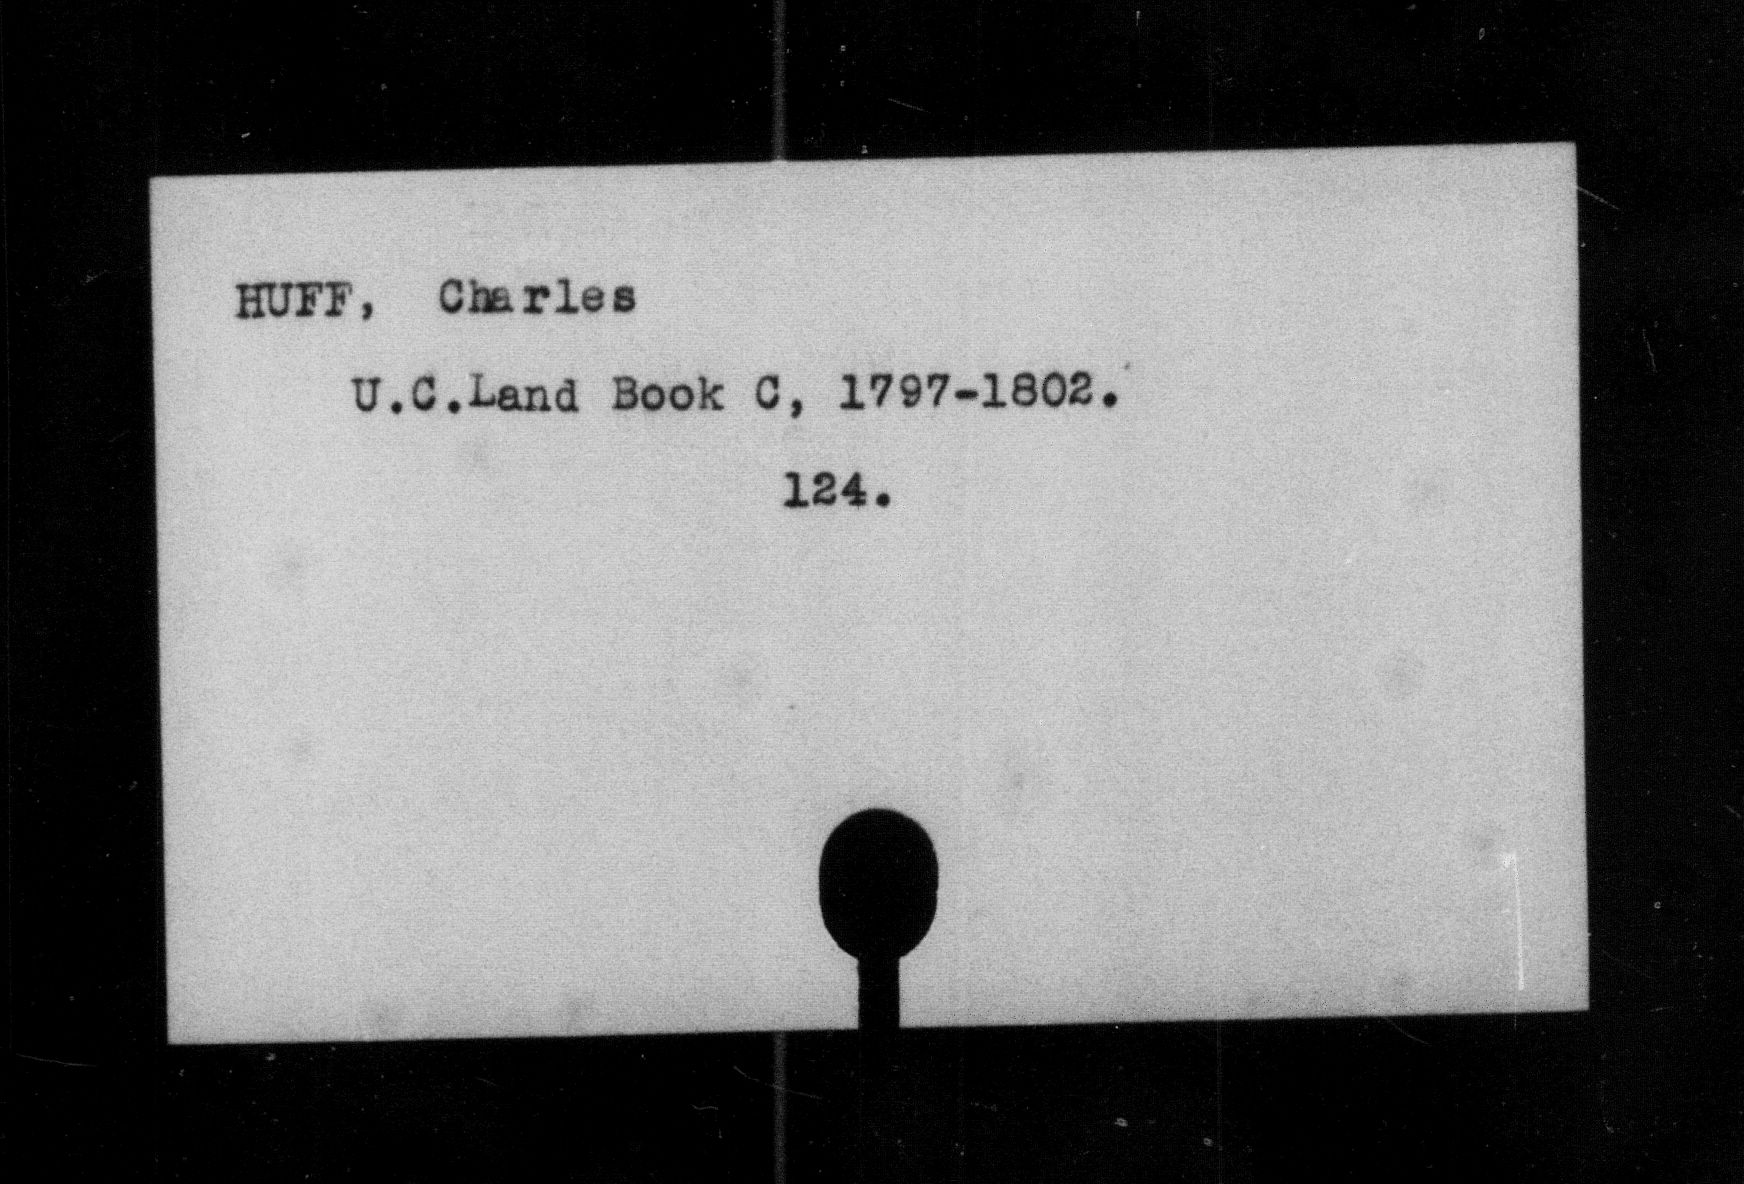 HUFF, Charles
U.C.Land Book C, 1797-1802.
124.